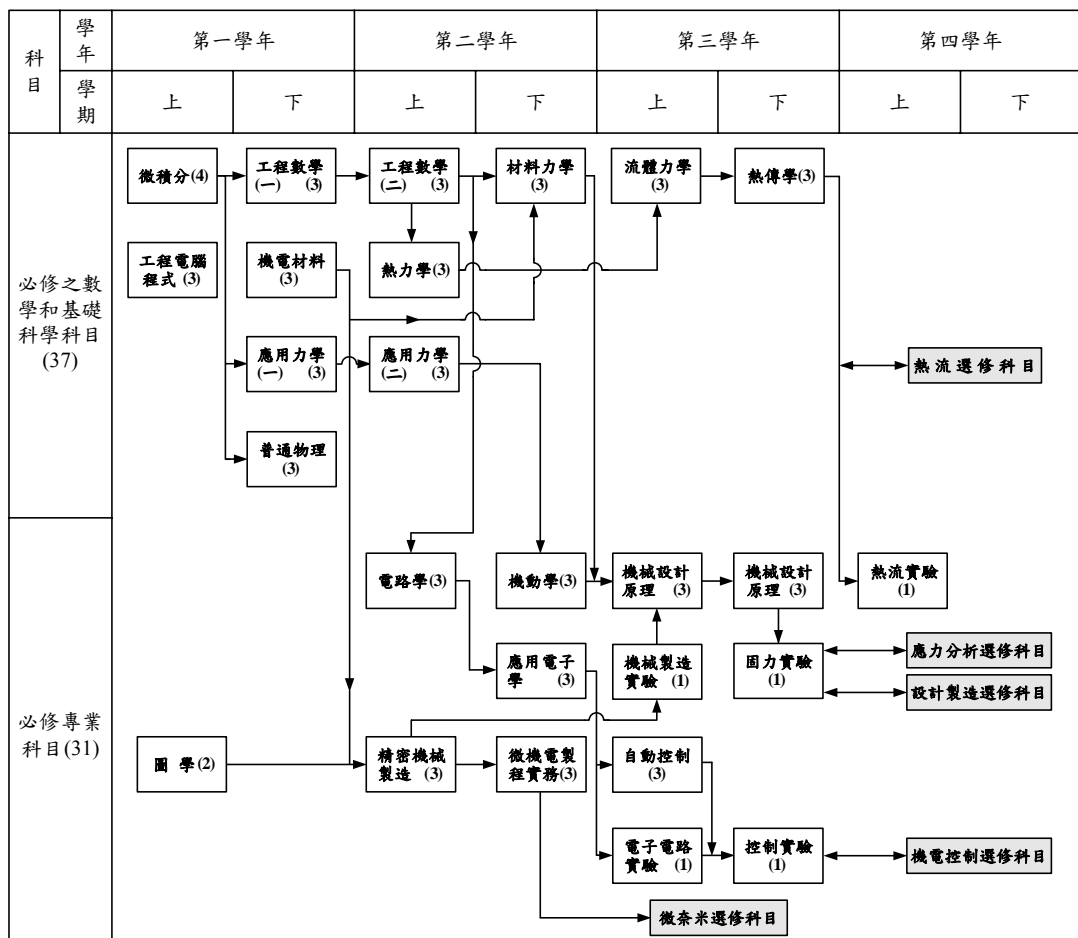 科目
學年
第一學年
第二學年
第三學年
第四學年
學期
上
下
上
下
上
下
上
下
必修之數
學和基礎
科學科目
(37)
微積分(4)
工程數學
(一) (3)
工程數學
(二) (3)
材料力學
(3)
流體力學
(3)
熱傳學(3)
工程電腦
程式(3)
機電材料
(3)
熱力學(3)
應用力學
(一) (3)
應用力學
(二) (3)
熱流選修科目
普通物理
(3)
必修專業
科目(31)
電路學(3)
機動學(3)
機械設計
原理 (3)
機械設計
原理 (3)
熱流實驗
(1)
應用電子
學 (3)
機械製造
實驗 (1)
固力實驗
(1)
應力分析選修科目
設計製造選修科目
圖 學(2)
精密機械
製造 (3)
微機電製
程實務(3)
自動控制
(3)
電子電路
實驗 (1)
控制實驗
(1)
機電控制選修科目
微奈米選修科目